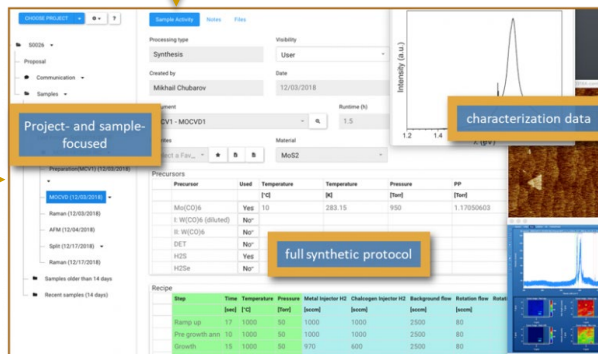 CHOOSE PROJECT
?
S0026
Proposal
Communication
Samples
Project- and sample-
focused
Preparation(MCV1) (12/03/2018)
MOCVD (12/03/2018)
Raman (12/03/2018)
AFM (12/04/2018)
Split (12/17/2018)
Raman (12/17/2018)
Samples older than 14 days
Recent samples (14 days)
Sample Activity Notes Files
Processing type Visibility
Synthesis User
Created by Date
Mikhail Chubarov 12/03/2018
Runtime (h)
MOCVD1 1.5
Material
MoS2
Precursors
Precursor Used Temperature Temperature Pressure PP
[°C] [K] [Torr] [Torr]
Mo(CO)6 Yes 10 283.15 950 1.17050603
I: W(CO)6 (diluted) No
II: W(CO)6 No
DET No
H2S Yes
H2Se No
full synthetic protocol
Recipe
Step Time Temperature Pressure Metal Injector H2 Chalcogen Injector H2 Background flow Rotation flow
[sec] [°C] [Torr] [sccm] [sccm] [sccm] [sccm]
Ramp up 17 1000 50 1000 1000 2500 80
Pre growth ann 10 1000 50 1000 1000 2500 80
Growth 15 1000 50 970 600 2500 80
Intensity (a.u.)
1.2 1.4
characterization data